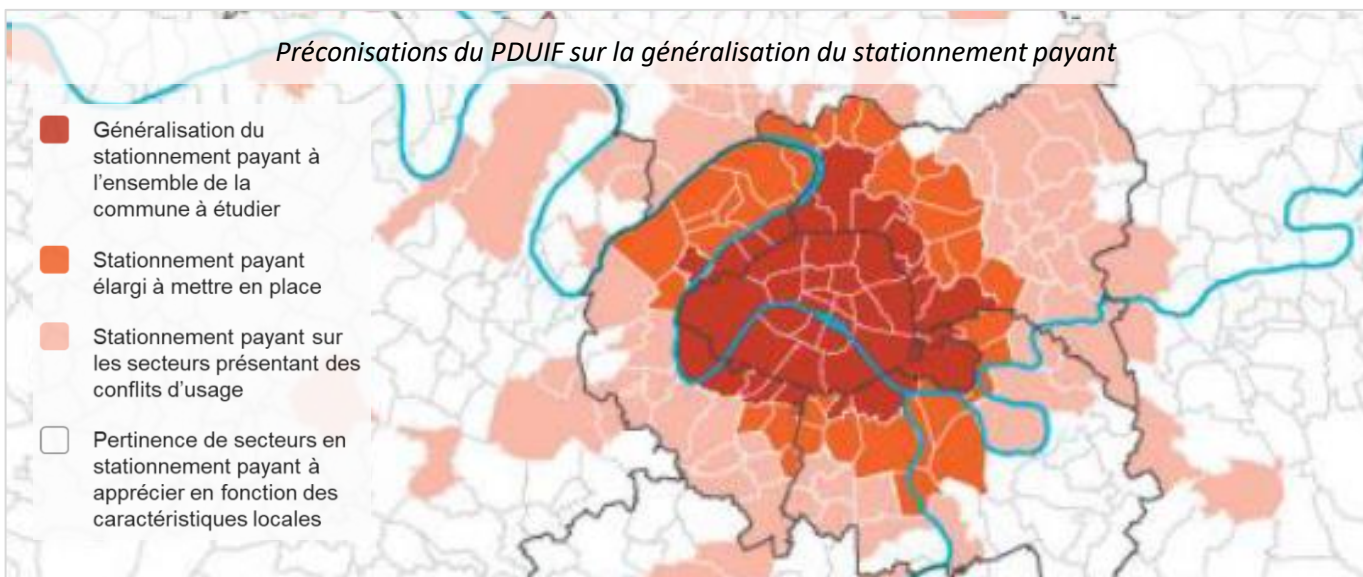 Préconisations du PDUIF sur la généralisation du stationnement payant
Généralisation du
stationnement payant à
l’ensemble de la
commune à étudier
Stationnement payant
élargi à mettre en place
Stationnement payant sur
les secteurs présentant des
conflits d’usage
Pertinence de secteurs en
stationnement payant à
apprécier en fonction des
caractéristiques locales